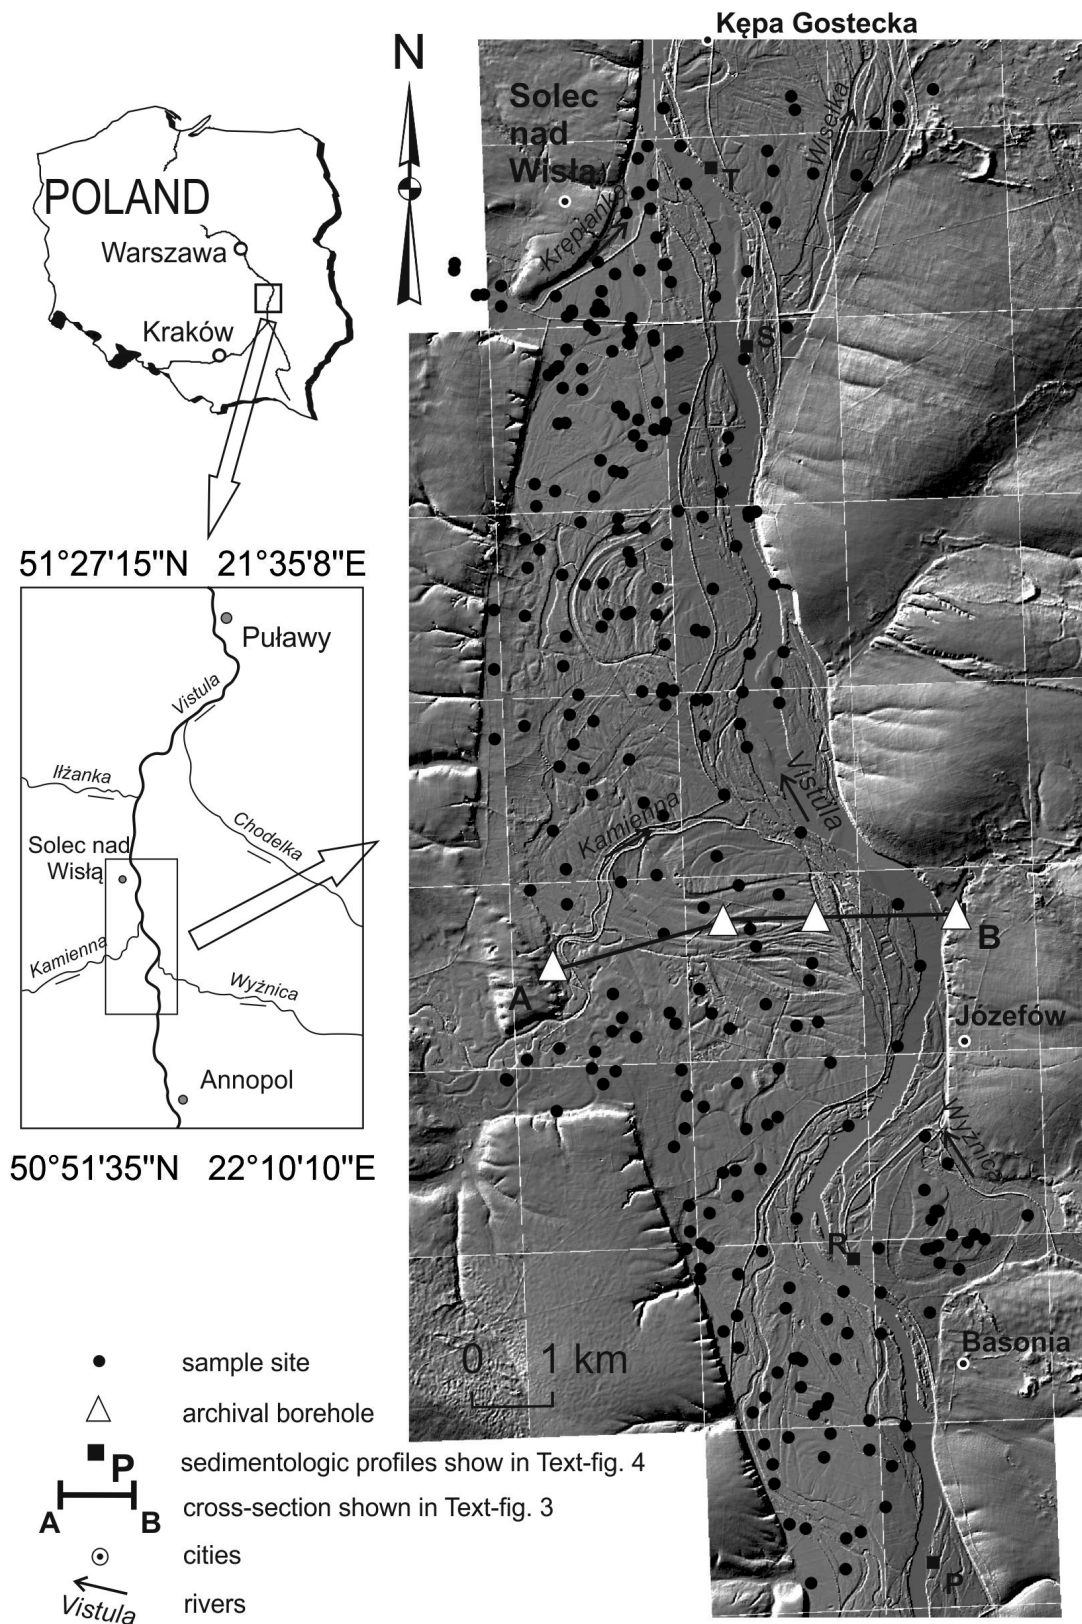 Kępa Gostecka
N
Solec
nad
Wisłą
Wisełka
T
Krępianka
POLAND
Warszawa
Kraków
S
51°27'15"N 21°35'8"E
Puławy
Vistula
Iłżanka
Chodelka
Solec nad
Wisłą
Kamienna
Wyżnica
Annopol
50°51'35"N 22°10'10"E
Vistula
Kamienna
A
B
Józefów
Wyżnica
R
Basonia
0 1 km
P
sample site
archival borehole
P sedimentologic profiles show in Text-fig. 4
A B cross-section shown in Text-fig. 3
cities
Vistula rivers